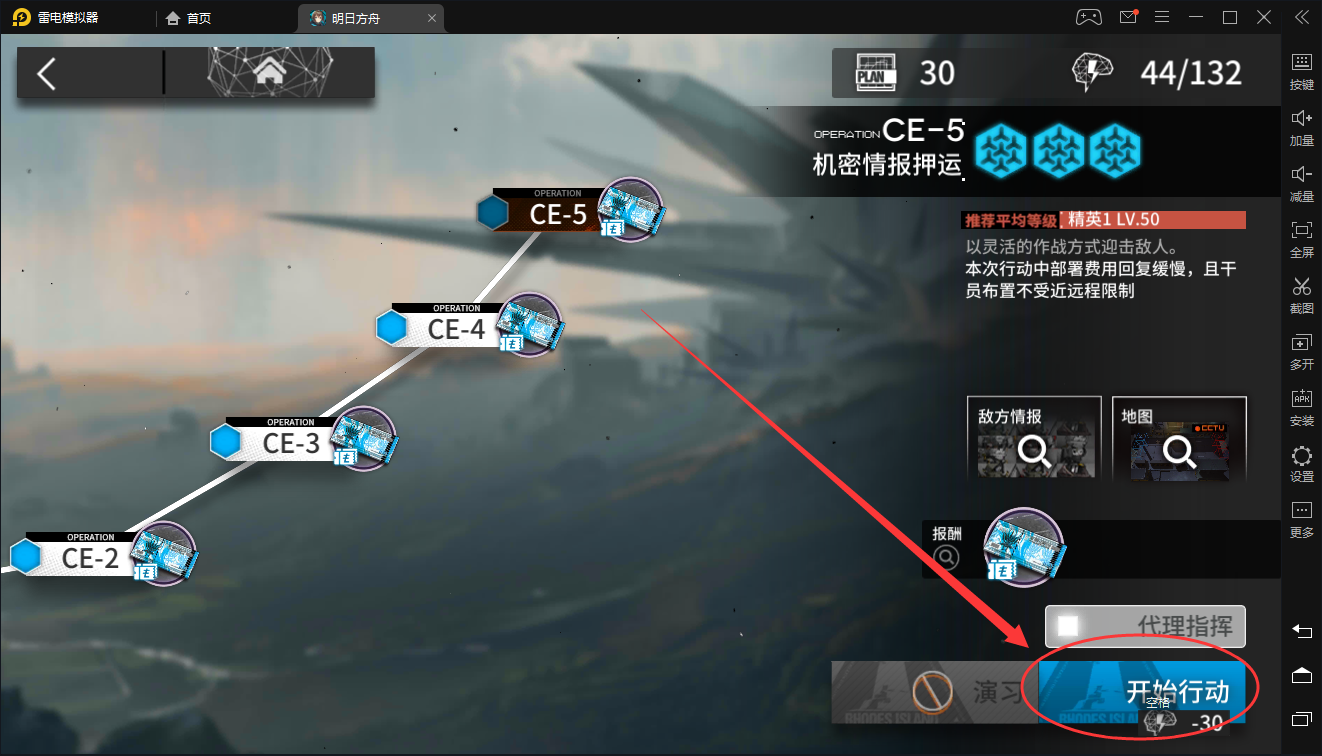 雷电模拟器
首页
明日方舟
PLAN
30
44/132
OPERATION CE-5
机密情报押运
推荐平均等级 精英1 LV.50
以灵活的作战方式迎击敌人。
本次行动中部署费用回复缓慢，且干
员布置不受近远程限制
OPERATION
CE-5
OPERATION
CE-4
OPERATION
CE-3
OPERATION
CE-2
敌方情报
地图
CCTV
报酬
代理指挥
演习
RHODES ISLAND
开始行动
空格
RHODES ISLA
-30
按键
加量
减量
全屏
截图
多开
APK
安装
设置
更多